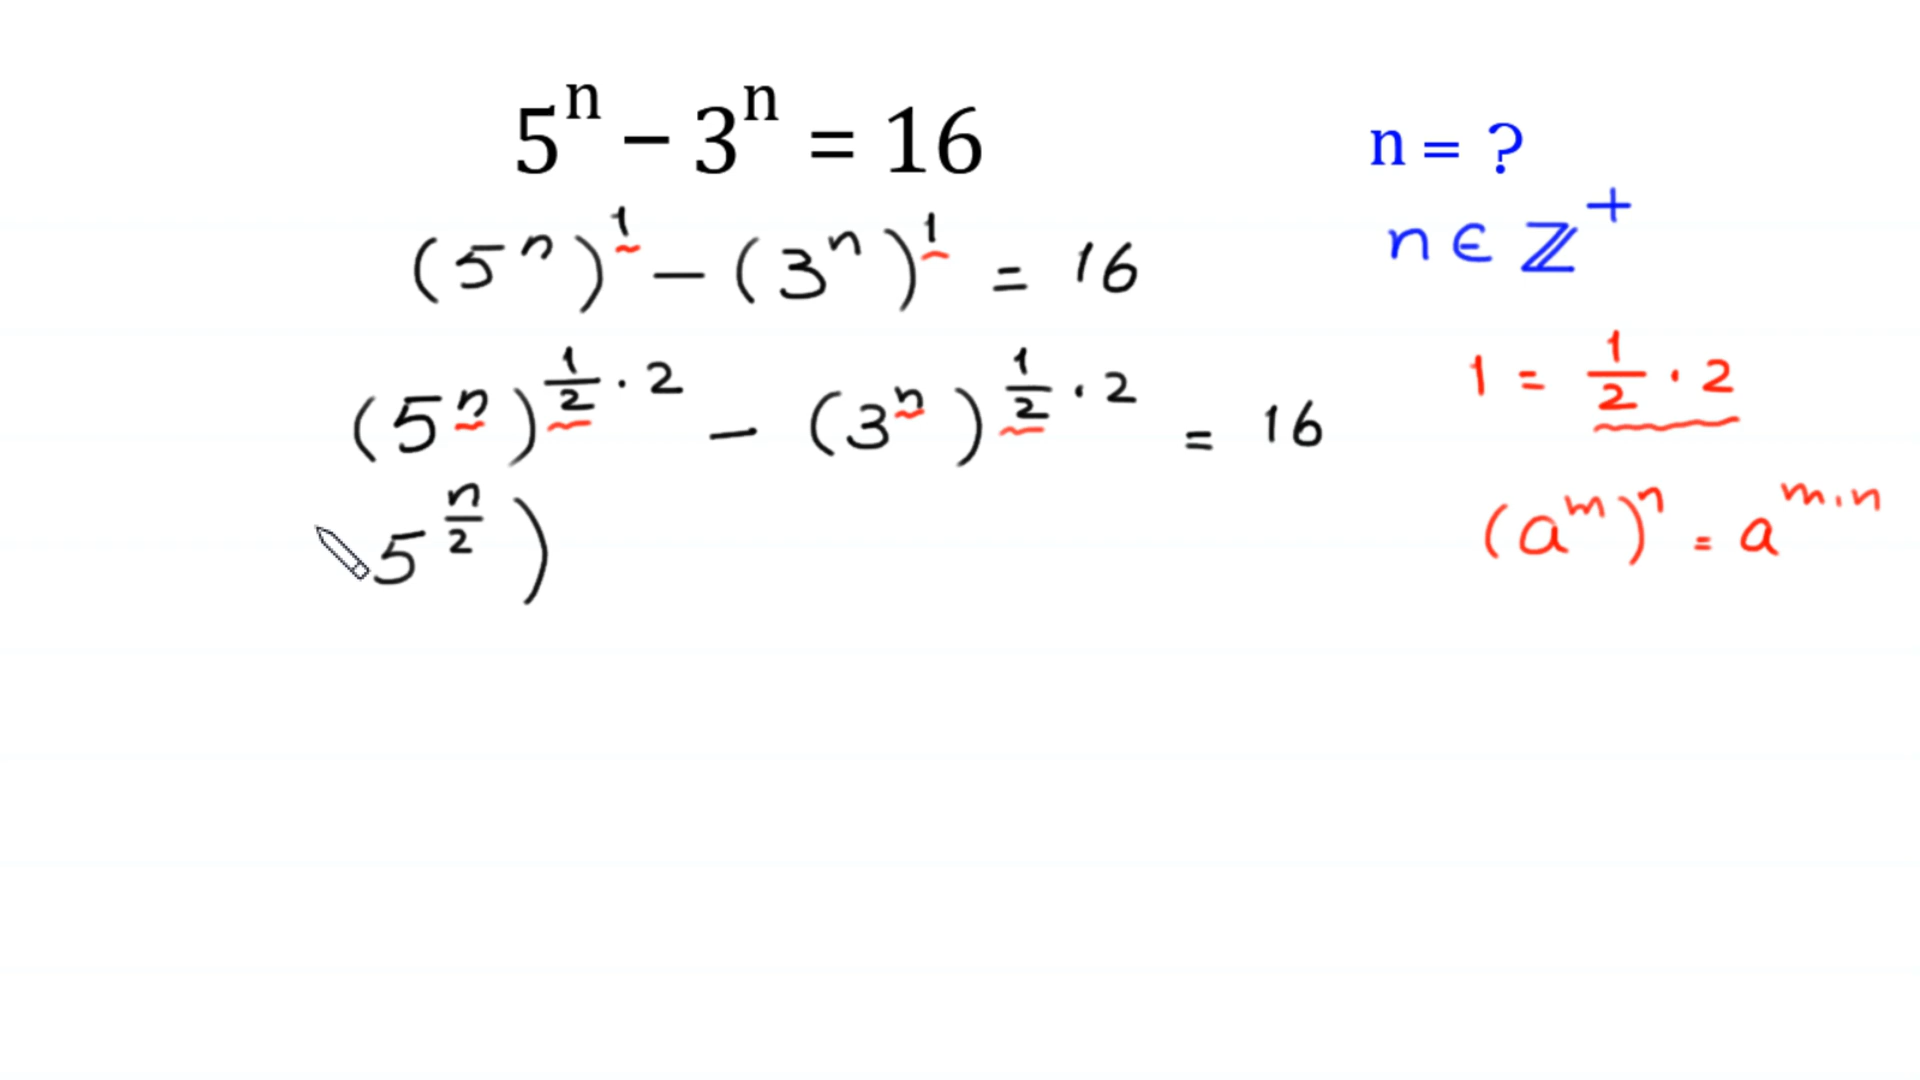 5ⁿ − 3ⁿ = 16
n = ?
n ∈ ℤ⁺
(5ⁿ)¹ − (3ⁿ)¹ = 16
(5ⁿ)^(1/2 · 2) − (3ⁿ)^(1/2 · 2) = 16
1 = 1/2 · 2
5^(n/2))
(aᵐ)ⁿ = a^(m·n)